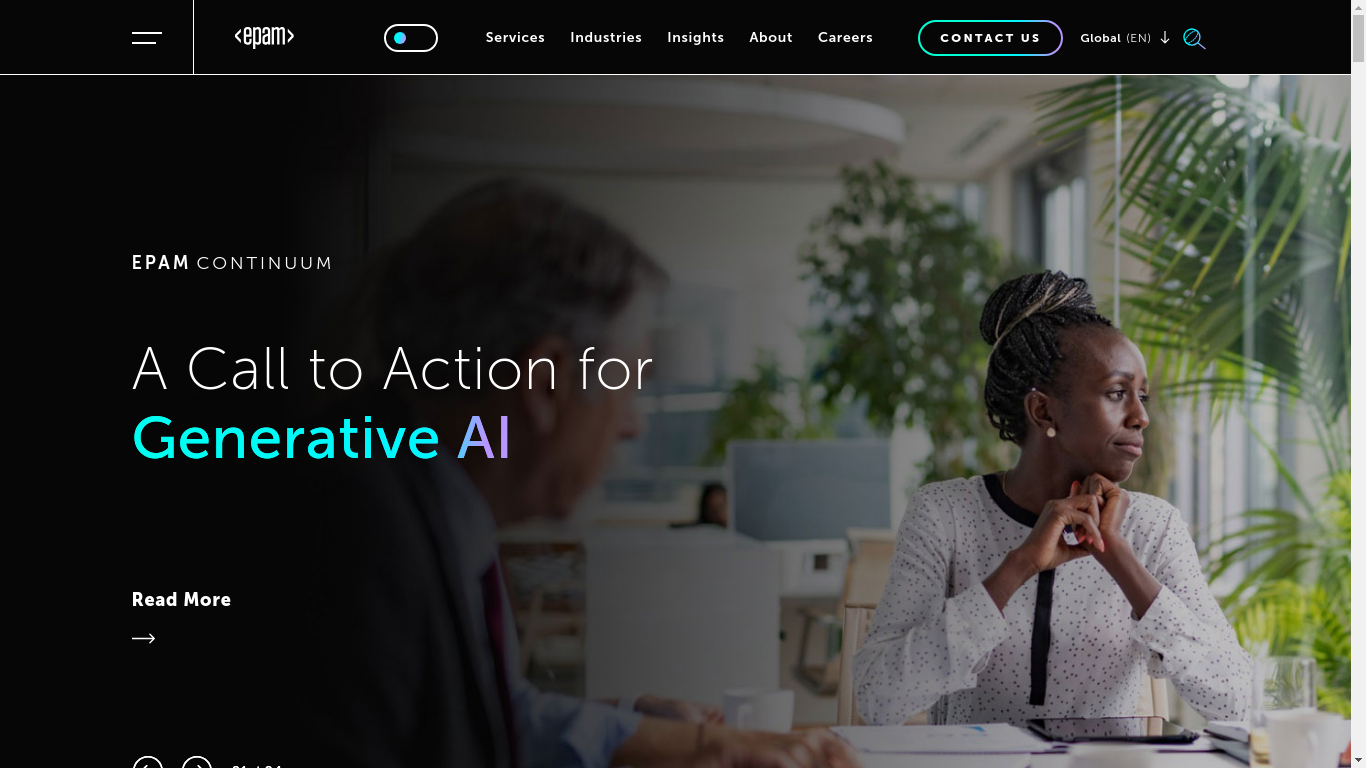 <epam>
Services
Industries
Insights
About
Careers
CONTACT US
Global (EN)
EPAM CONTINUUM
A Call to Action for
Generative AI
Read More